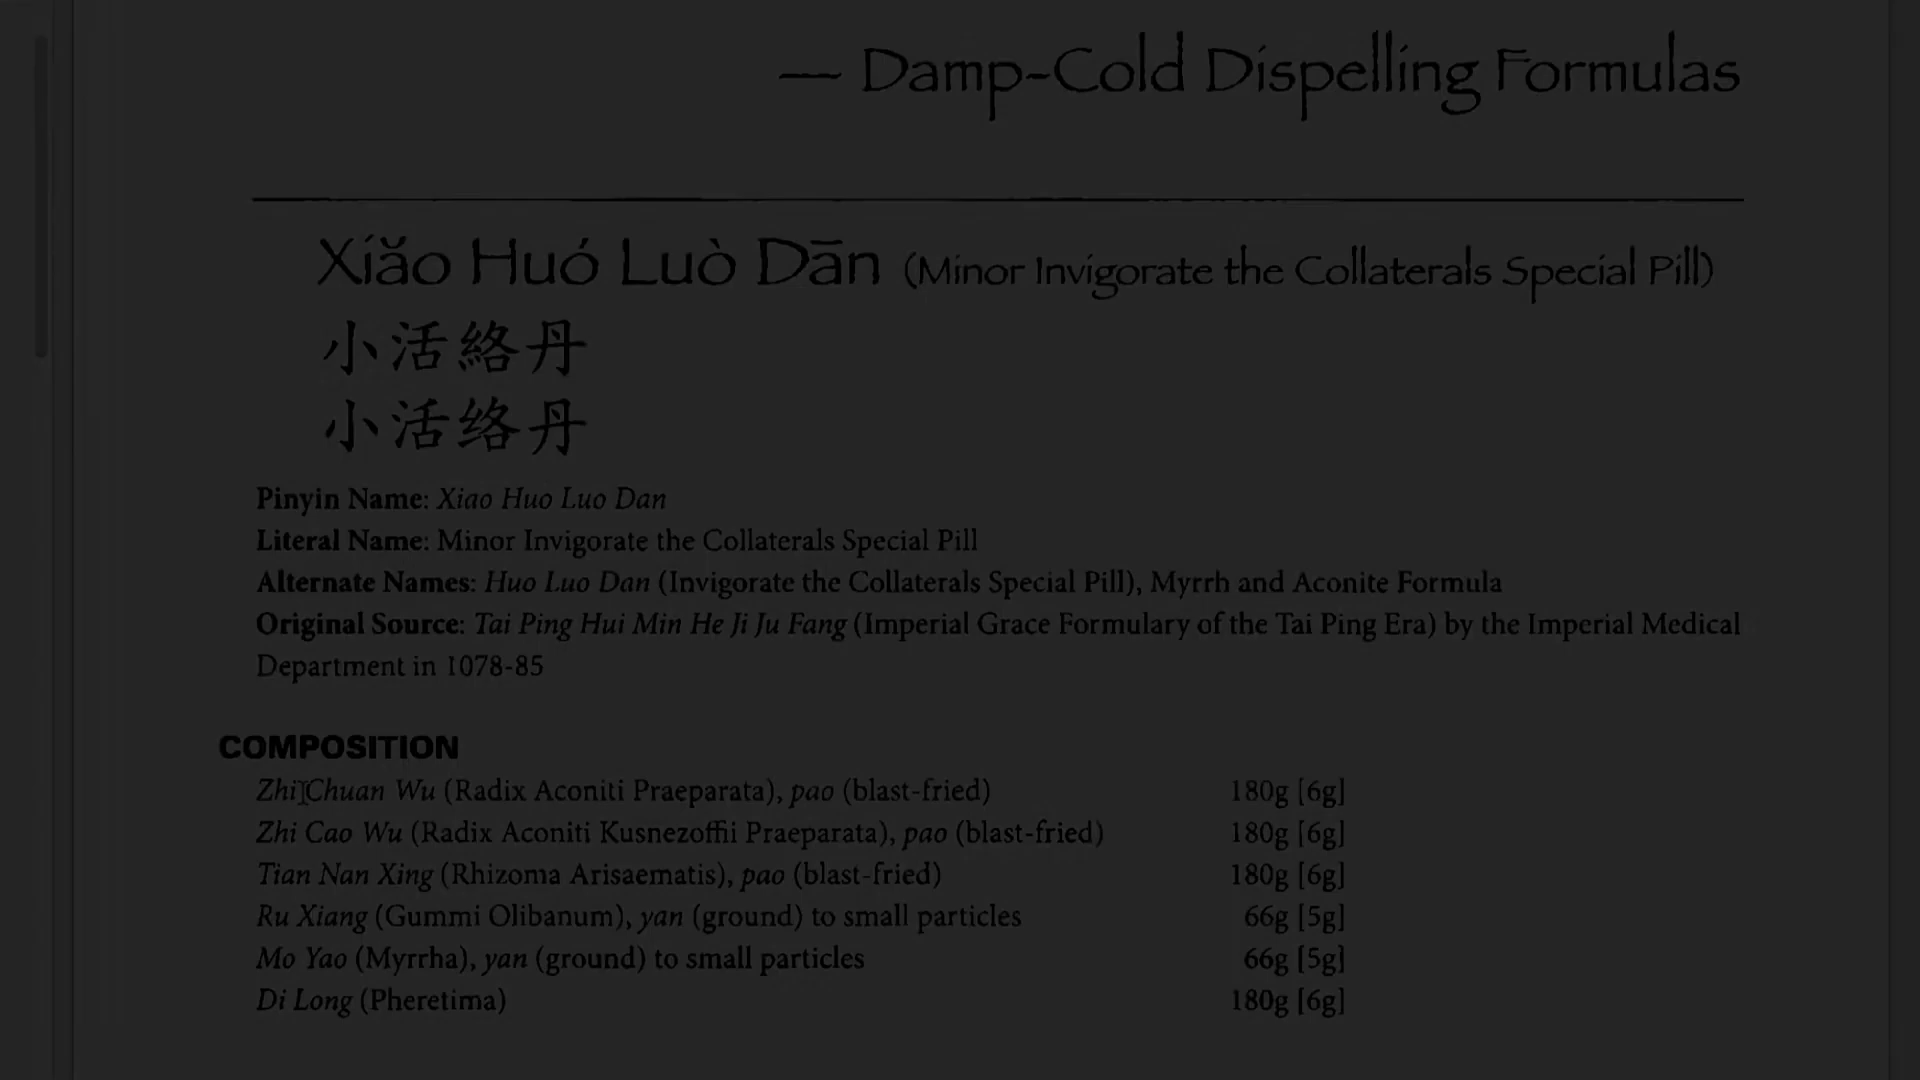 — Damp-Cold Dispelling Formulas
Xiǎo Huó Luò Dān (Minor Invigorate the Collaterals Special Pill)
小活絡丹
小活络丹
Pinyin Name: Xiao Huo Luo Dan
Literal Name: Minor Invigorate the Collaterals Special Pill
Alternate Names: Huo Luo Dan (Invigorate the Collaterals Special Pill), Myrrh and Aconite Formula
Original Source: Tai Ping Hui Min He Ji Ju Fang (Imperial Grace Formulary of the Tai Ping Era) by the Imperial Medical
Department in 1078-85
COMPOSITION
Zhi Chuan Wu (Radix Aconiti Praeparata), pao (blast-fried) 180g [6g]
Zhi Cao Wu (Radix Aconiti Kusnezoffii Praeparata), pao (blast-fried) 180g [6g]
Tian Nan Xing (Rhizoma Arisaematis), pao (blast-fried) 180g [6g]
Ru Xiang (Gummi Olibanum), yan (ground) to small particles 66g [5g]
Mo Yao (Myrrha), yan (ground) to small particles 66g [5g]
Di Long (Pheretima) 180g [6g]